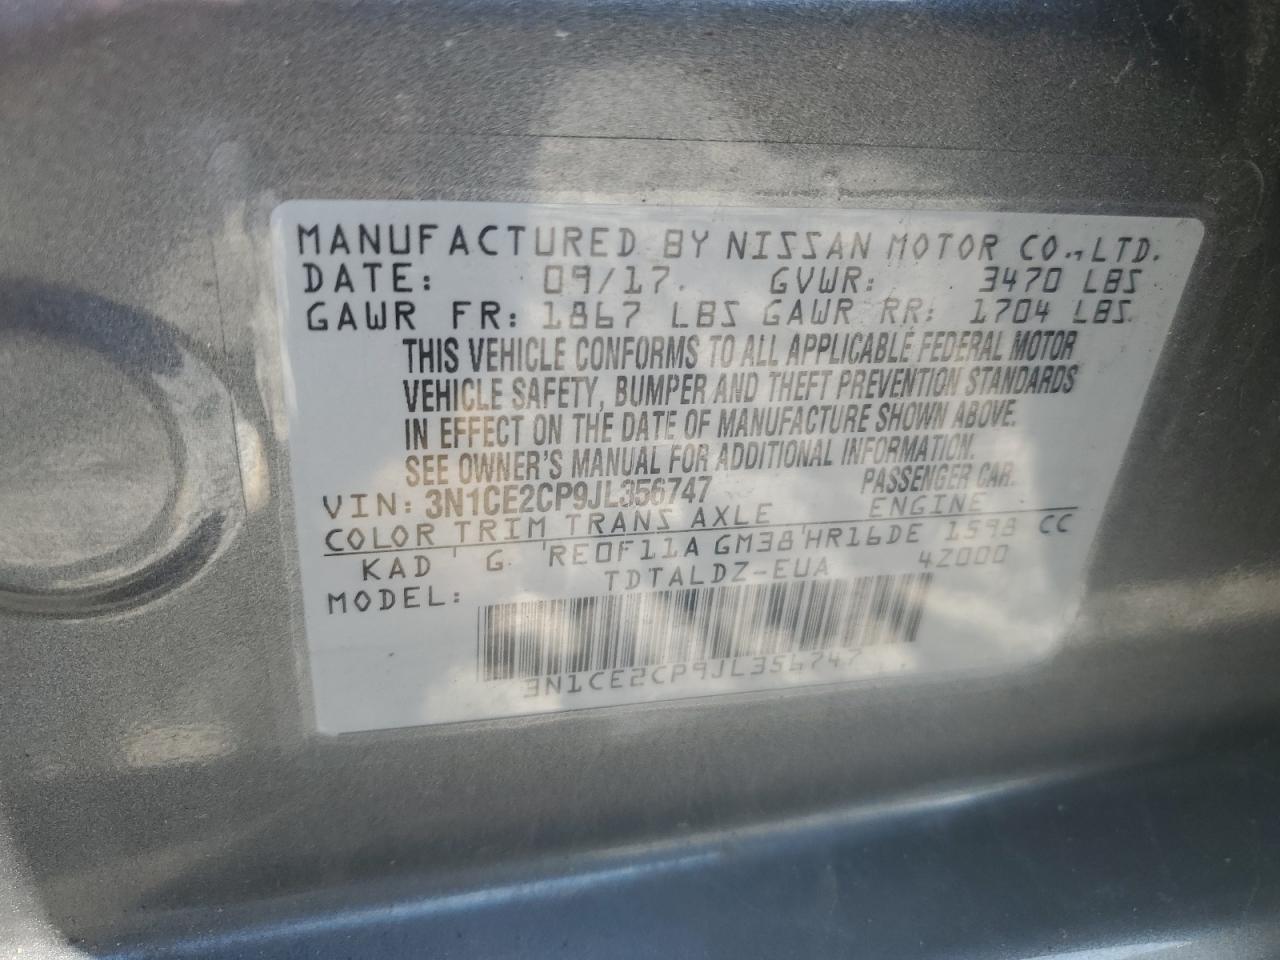 MANUFACTURED BY NISSAN MOTOR CO., LTD.
DATE: 09/17. GVWR: 3470 LBS
GAWR FR: 1867 LBS GAWR RR: 1704 LBS.
THIS VEHICLE CONFORMS TO ALL APPLICABLE FEDERAL MOTOR
VEHICLE SAFETY, BUMPER AND THEFT PREVENTION STANDARDS
IN EFFECT ON THE DATE OF MANUFACTURE SHOWN ABOVE.
SEE OWNER'S MANUAL FOR ADDITIONAL INFORMATION.
VIN: 3N1CE2CP9JL356747 PASSENGER CAR.
COLOR TRIM TRANS AXLE ENGINE
KAD G RE0F11A GM38 HR16DE 1598 CC
MODEL: TDTALDZ-EUA 4Z000
3N1CE2CP9JL356747